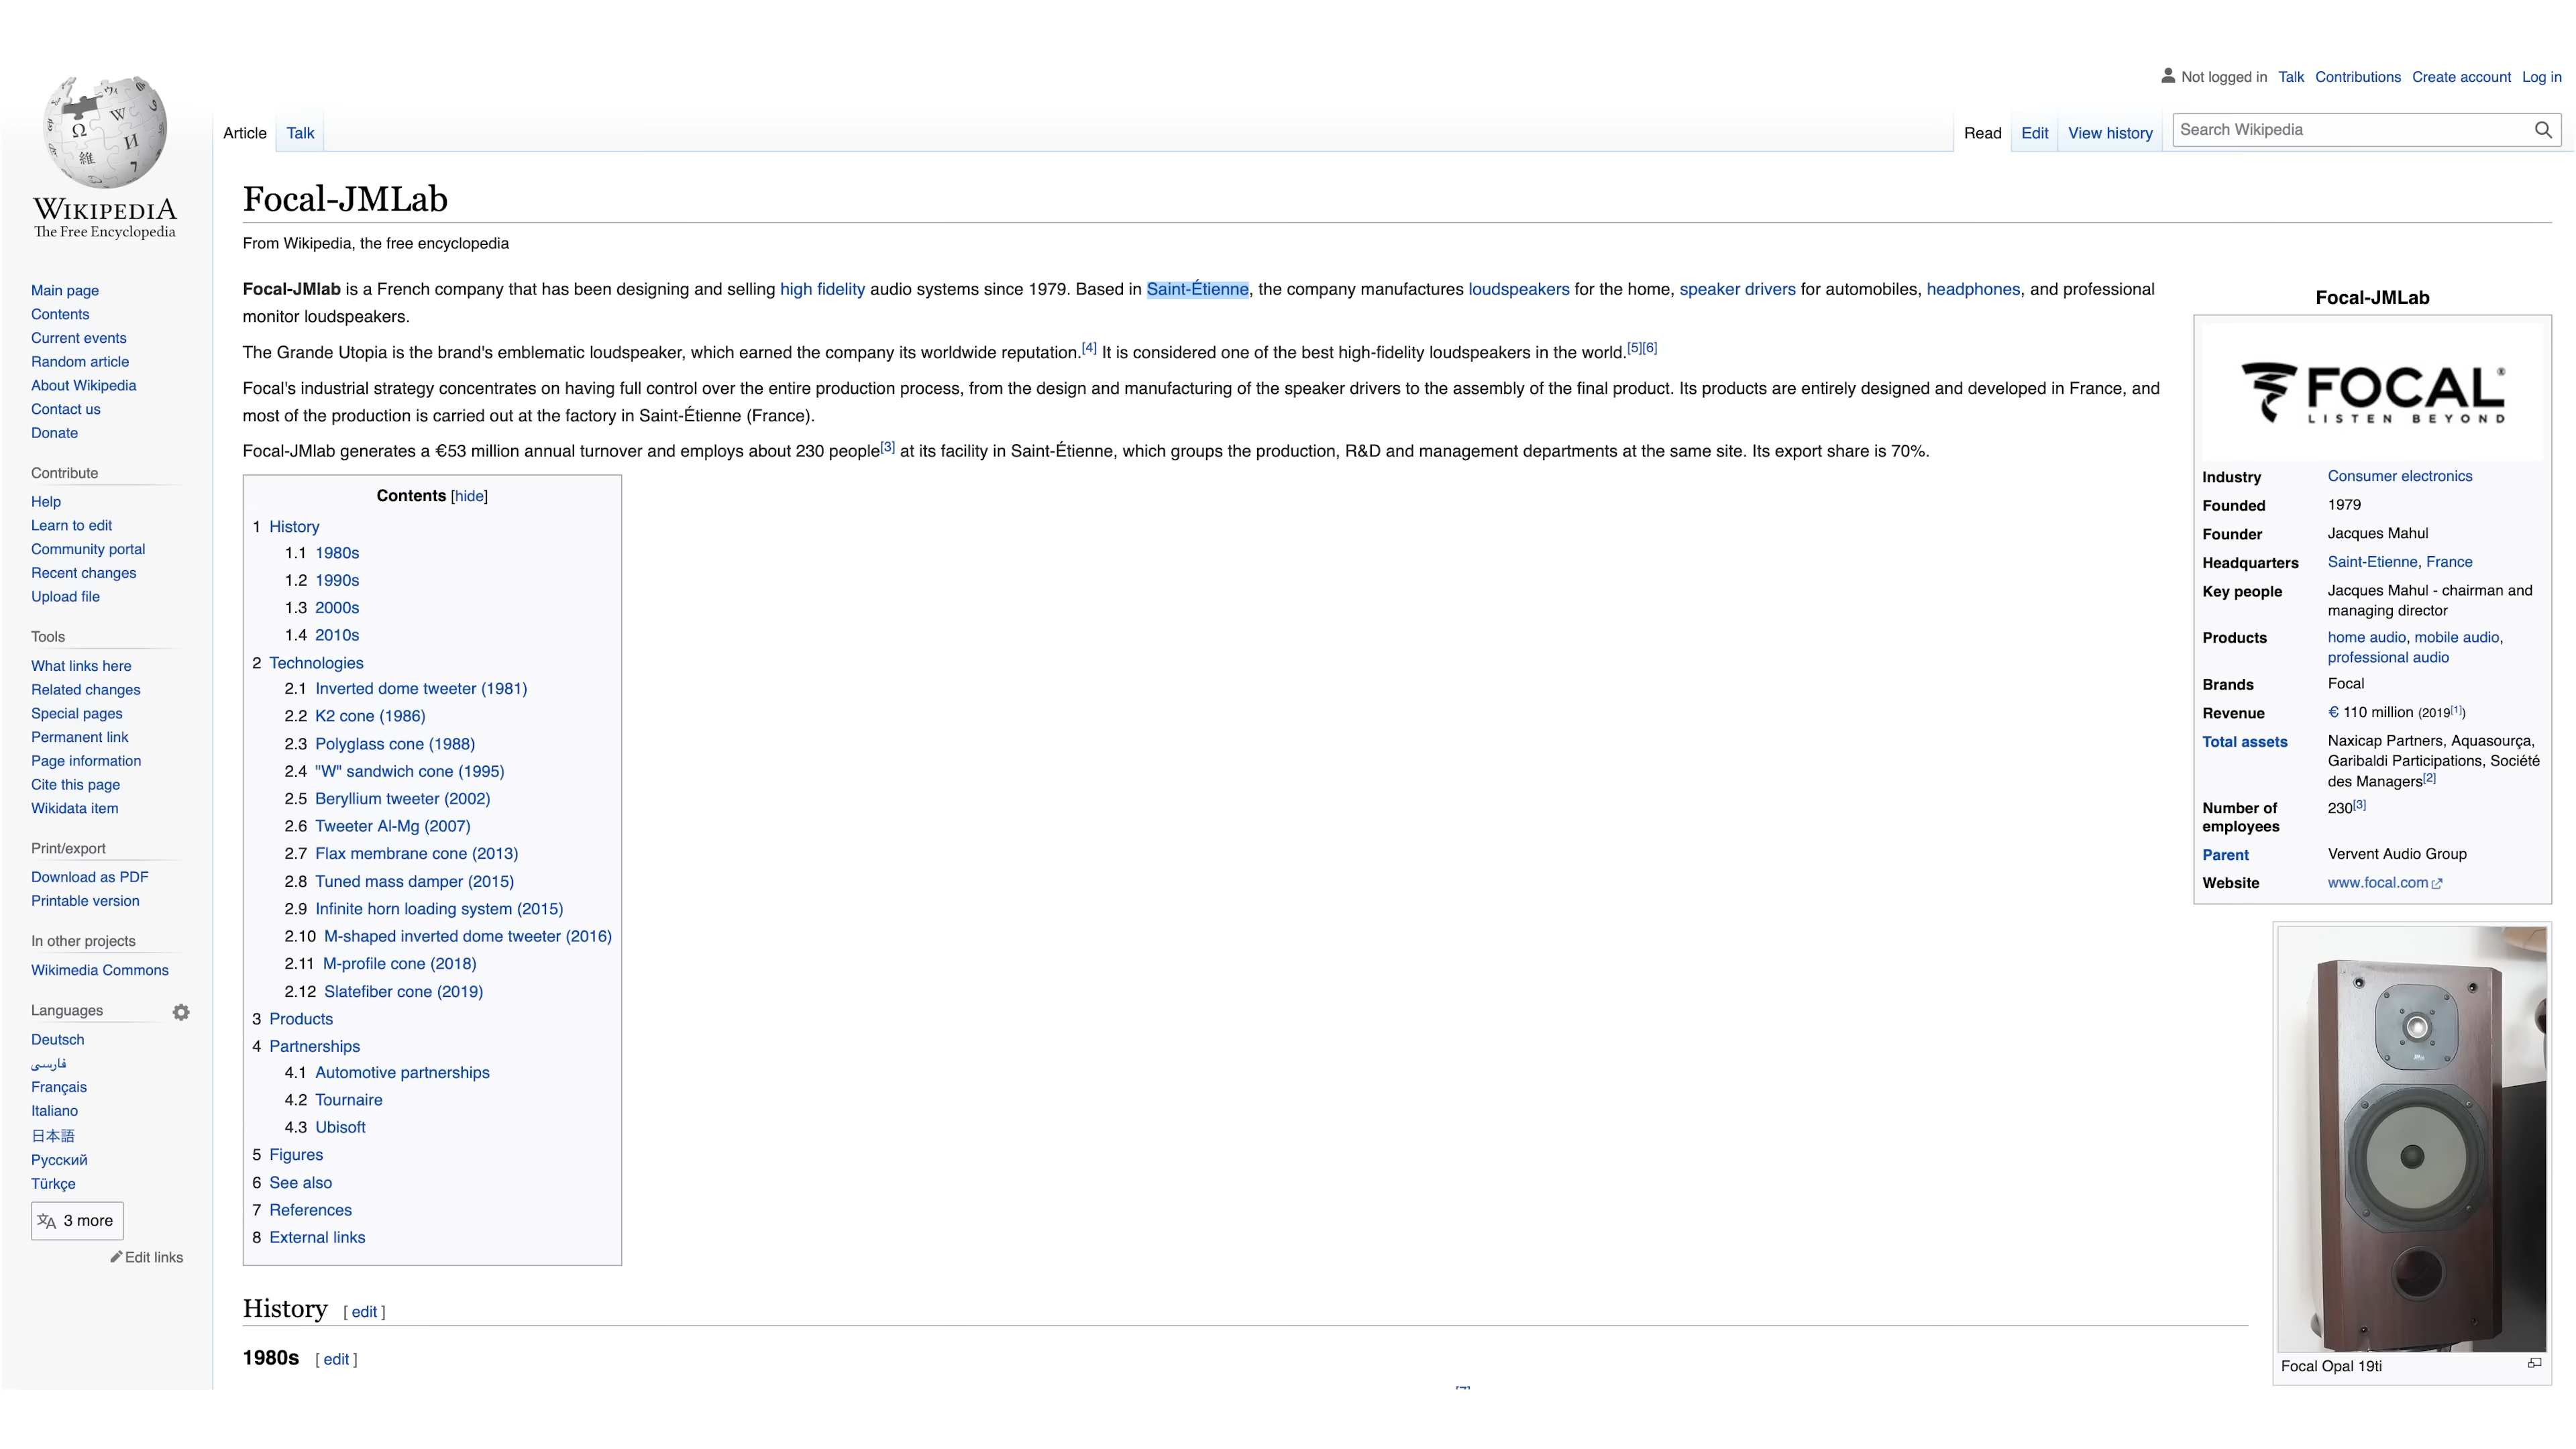 Not logged in Talk Contributions Create account Log in
Article Talk Read Edit View history Search Wikipedia
WIKIPEDIA
The Free Encyclopedia
Main page
Contents
Current events
Random article
About Wikipedia
Contact us
Donate
Contribute
Help
Learn to edit
Community portal
Recent changes
Upload file
Tools
What links here
Related changes
Special pages
Permanent link
Page information
Cite this page
Wikidata item
Print/export
Download as PDF
Printable version
In other projects
Wikimedia Commons
Languages
Deutsch
فارسی
Français
Italiano
日本語
Русский
Türkçe
3 more
Edit links
Focal-JMLab
From Wikipedia, the free encyclopedia
Focal-JMlab is a French company that has been designing and selling high fidelity audio systems since 1979. Based in Saint-Étienne, the company manufactures loudspeakers for the home, speaker drivers for automobiles, headphones, and professional
monitor loudspeakers.
The Grande Utopia is the brand's emblematic loudspeaker, which earned the company its worldwide reputation.[4] It is considered one of the best high-fidelity loudspeakers in the world.[5][6]
Focal's industrial strategy concentrates on having full control over the entire production process, from the design and manufacturing of the speaker drivers to the assembly of the final product. Its products are entirely designed and developed in France, and
most of the production is carried out at the factory in Saint-Étienne (France).
Focal-JMlab generates a €53 million annual turnover and employs about 230 people[3] at its facility in Saint-Étienne, which groups the production, R&D and management departments at the same site. Its export share is 70%.
Contents [hide]
1 History
1.1 1980s
1.2 1990s
1.3 2000s
1.4 2010s
2 Technologies
2.1 Inverted dome tweeter (1981)
2.2 K2 cone (1986)
2.3 Polyglass cone (1988)
2.4 "W" sandwich cone (1995)
2.5 Beryllium tweeter (2002)
2.6 Tweeter Al-Mg (2007)
2.7 Flax membrane cone (2013)
2.8 Tuned mass damper (2015)
2.9 Infinite horn loading system (2015)
2.10 M-shaped inverted dome tweeter (2016)
2.11 M-profile cone (2018)
2.12 Slatefiber cone (2019)
3 Products
4 Partnerships
4.1 Automotive partnerships
4.2 Tournaire
4.3 Ubisoft
5 Figures
6 See also
7 References
8 External links
History [ edit ]
1980s [ edit ]
Focal-JMLab
FOCAL®
LISTEN BEYOND
Industry Consumer electronics
Founded 1979
Founder Jacques Mahul
Headquarters Saint-Etienne, France
Key people Jacques Mahul - chairman and
managing director
Products home audio, mobile audio,
professional audio
Brands Focal
Revenue € 110 million (2019[1])
Total assets Naxicap Partners, Aquasourça,
Garibaldi Participations, Société
des Managers[2]
Number of 230[3]
employees
Parent Vervent Audio Group
Website www.focal.com
Focal Opal 19ti